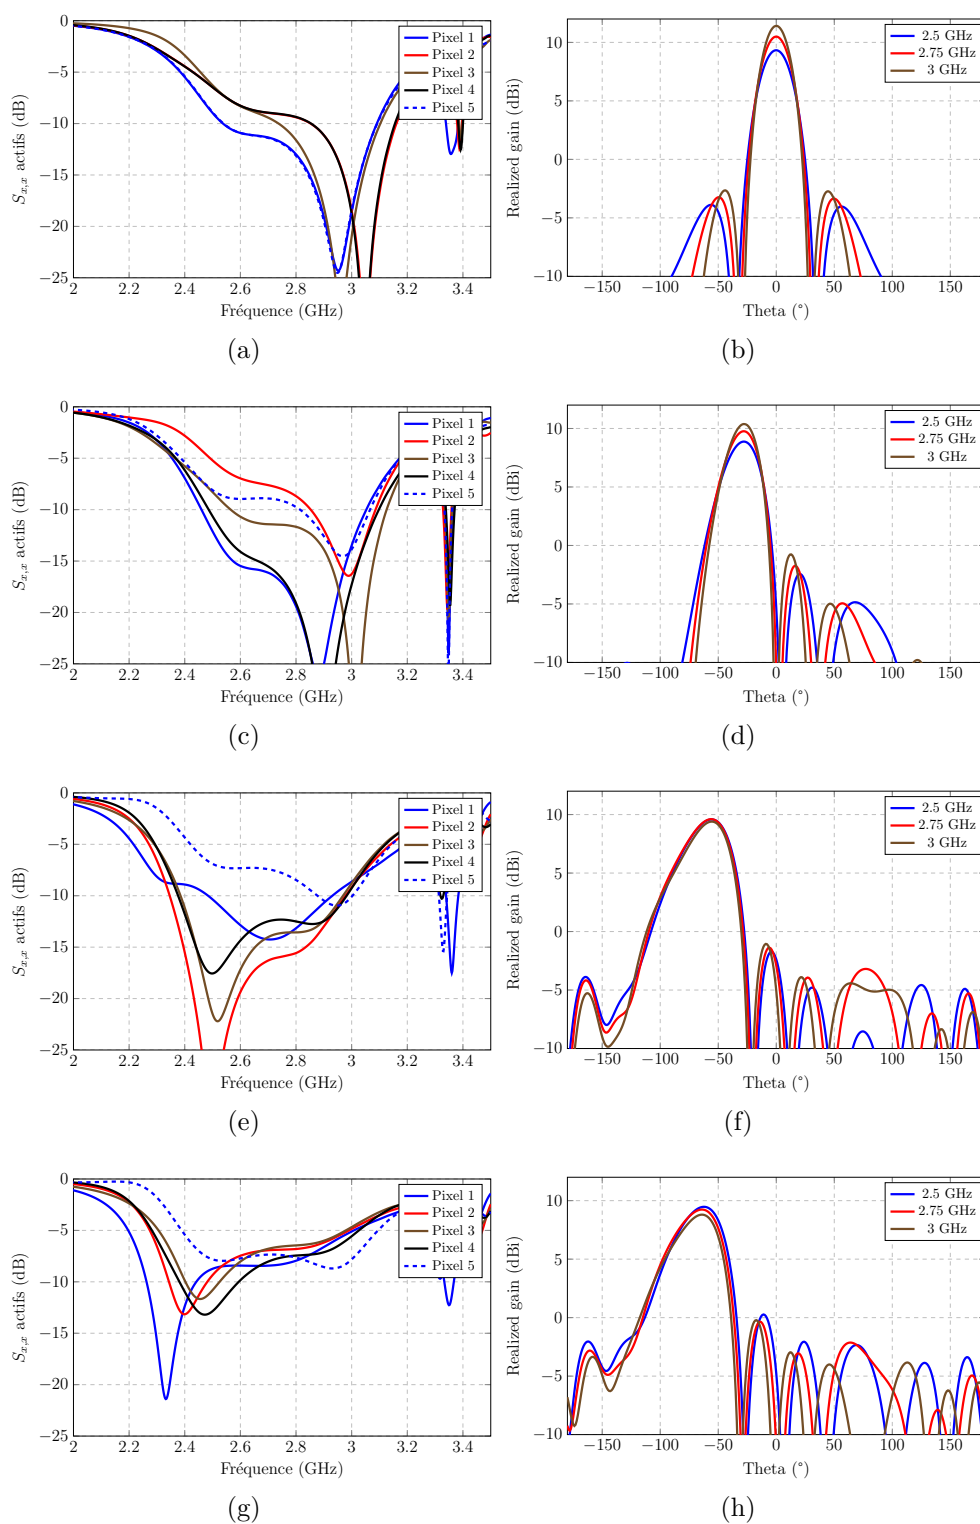 0
−5
−10
−15
−20
−25
2
2.2
2.4
2.6
2.8
3
3.2
3.4
Fréquence (GHz)
S_{x,x} actifs (dB)
Pixel 1
Pixel 2
Pixel 3
Pixel 4
Pixel 5
(a)
10
5
0
−5
−10
−150
−100
−50
0
50
100
150
Theta (°)
Realized gain (dBi)
2.5 GHz
2.75 GHz
3 GHz
(b)
0
−5
−10
−15
−20
−25
2
2.2
2.4
2.6
2.8
3
3.2
3.4
Fréquence (GHz)
S_{x,x} actifs (dB)
Pixel 1
Pixel 2
Pixel 3
Pixel 4
Pixel 5
(c)
10
5
0
−5
−10
−150
−100
−50
0
50
100
150
Theta (°)
Realized gain (dBi)
2.5 GHz
2.75 GHz
3 GHz
(d)
0
−5
−10
−15
−20
−25
2
2.2
2.4
2.6
2.8
3
3.2
3.4
Fréquence (GHz)
S_{x,x} actifs (dB)
Pixel 1
Pixel 2
Pixel 3
Pixel 4
Pixel 5
(e)
10
5
0
−5
−10
−150
−100
−50
0
50
100
150
Theta (°)
Realized gain (dBi)
2.5 GHz
2.75 GHz
3 GHz
(f)
0
−5
−10
−15
−20
−25
2
2.2
2.4
2.6
2.8
3
3.2
3.4
Fréquence (GHz)
S_{x,x} actifs (dB)
Pixel 1
Pixel 2
Pixel 3
Pixel 4
Pixel 5
(g)
10
5
0
−5
−10
−150
−100
−50
0
50
100
150
Theta (°)
Realized gain (dBi)
2.5 GHz
2.75 GHz
3 GHz
(h)